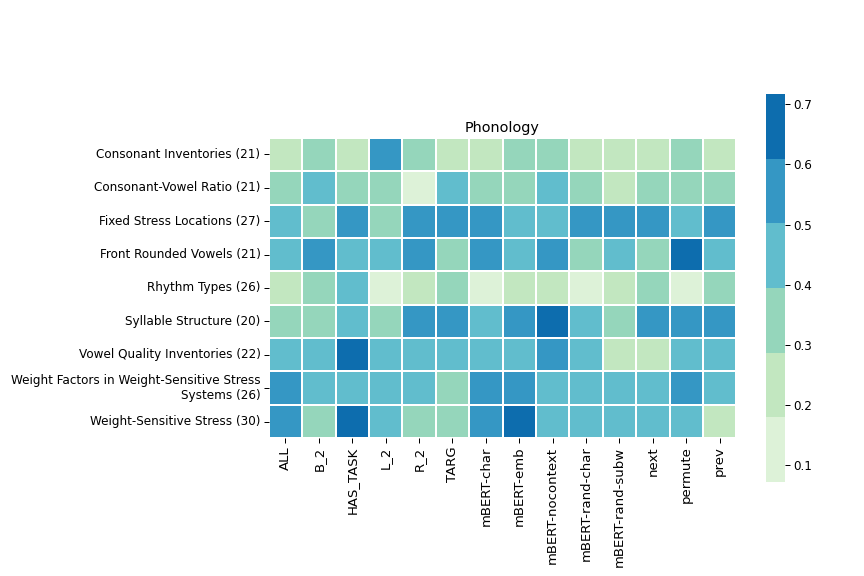 Phonology
Consonant Inventories (21)
Consonant-Vowel Ratio (21)
Fixed Stress Locations (27)
Front Rounded Vowels (21)
Rhythm Types (26)
Syllable Structure (20)
Vowel Quality Inventories (22)
Weight Factors in Weight-Sensitive Stress
Systems (26)
Weight-Sensitive Stress (30)
ALL
B_2
HAS_TASK
L_2
R_2
TARG
mBERT-char
mBERT-emb
mBERT-nocontext
mBERT-rand-char
mBERT-rand-subw
next
permute
prev
0.7
0.6
0.5
0.4
0.3
0.2
0.1